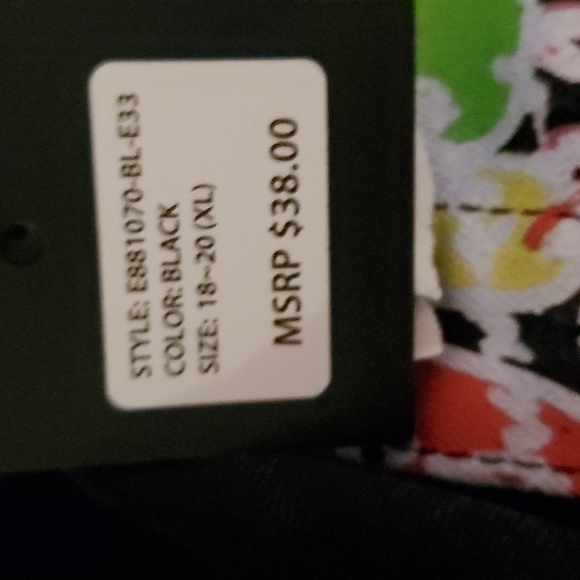 STYLE: E881070-BL-E33
COLOR: BLACK
SIZE: 18~20 (XL)
MSRP $38.00